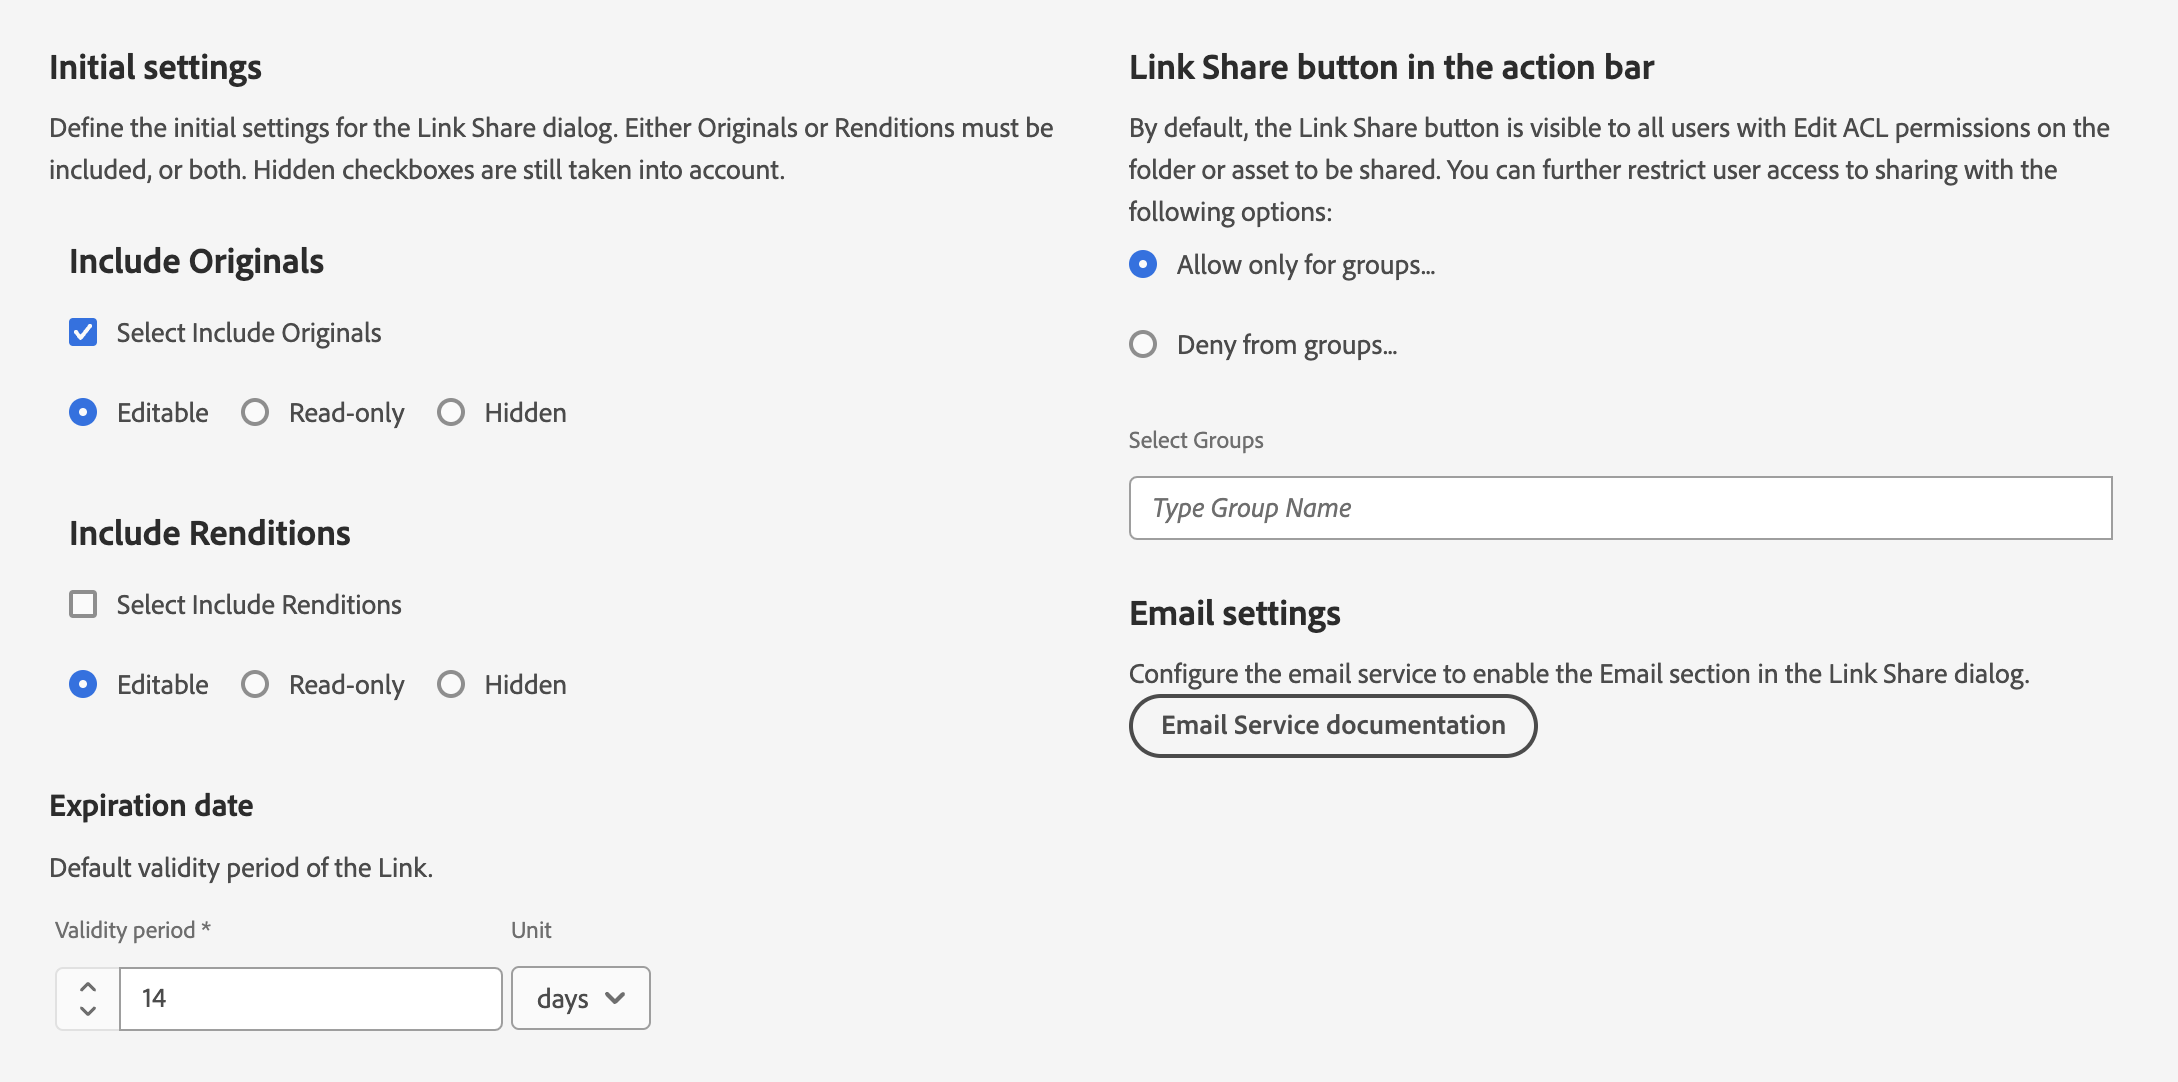 Initial settings
Define the initial settings for the Link Share dialog. Either Originals or Renditions must be
included, or both. Hidden checkboxes are still taken into account.
Include Originals
Select Include Originals
Editable Read-only Hidden
Include Renditions
Select Include Renditions
Editable Read-only Hidden
Expiration date
Default validity period of the Link.
Validity period * Unit
14 days
Link Share button in the action bar
By default, the Link Share button is visible to all users with Edit ACL permissions on the
folder or asset to be shared. You can further restrict user access to sharing with the
following options:
Allow only for groups...
Deny from groups...
Select Groups
Type Group Name
Email settings
Configure the email service to enable the Email section in the Link Share dialog.
Email Service documentation